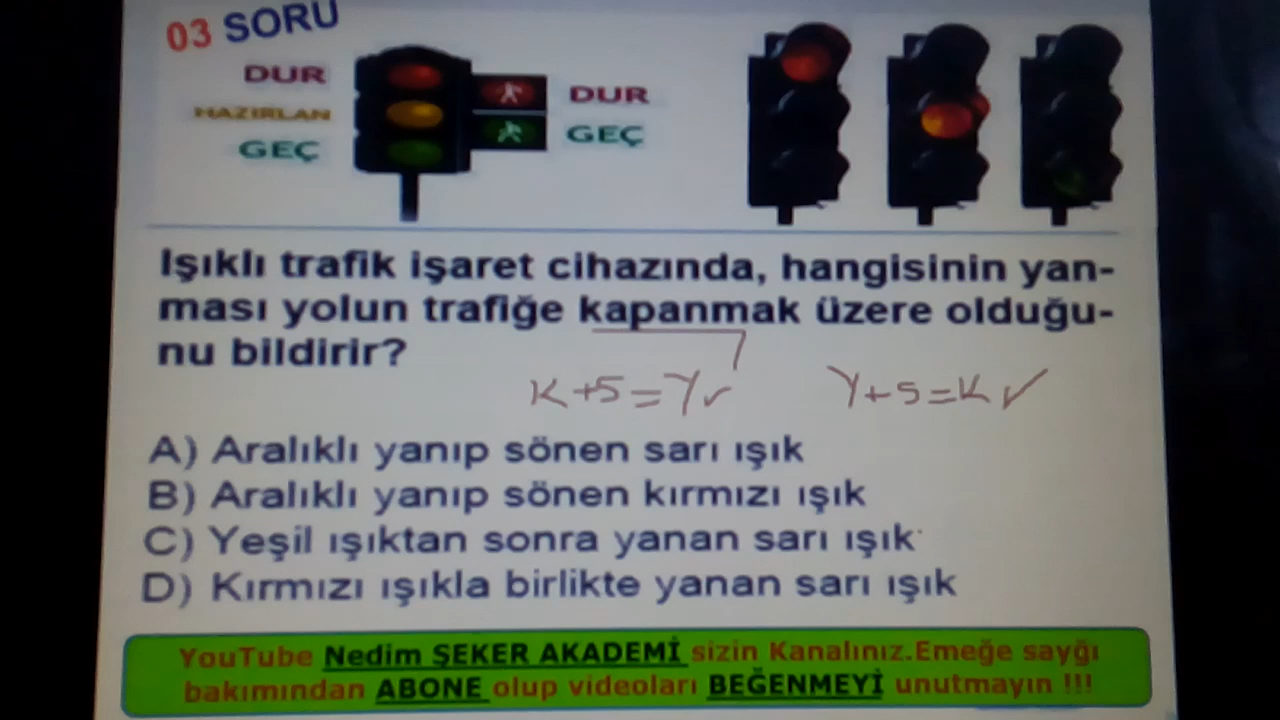 03 SORU
DUR
HAZIRLAN
GEÇ
DUR
GEÇ
Işıklı trafik işaret cihazında, hangisinin yan-
ması yolun trafiğe kapanmak üzere olduğu-
nu bildirir?
K+S=Y✓ Y+S=K✓
A) Aralıklı yanıp sönen sarı ışık
B) Aralıklı yanıp sönen kırmızı ışık
C) Yeşil ışıktan sonra yanan sarı ışık
D) Kırmızı ışıkla birlikte yanan sarı ışık
YouTube Nedim ŞEKER AKADEMİ sizin Kanalınız.Emeğe sayğı
bakımından ABONE olup videoları BEĞENMEYİ unutmayın !!!